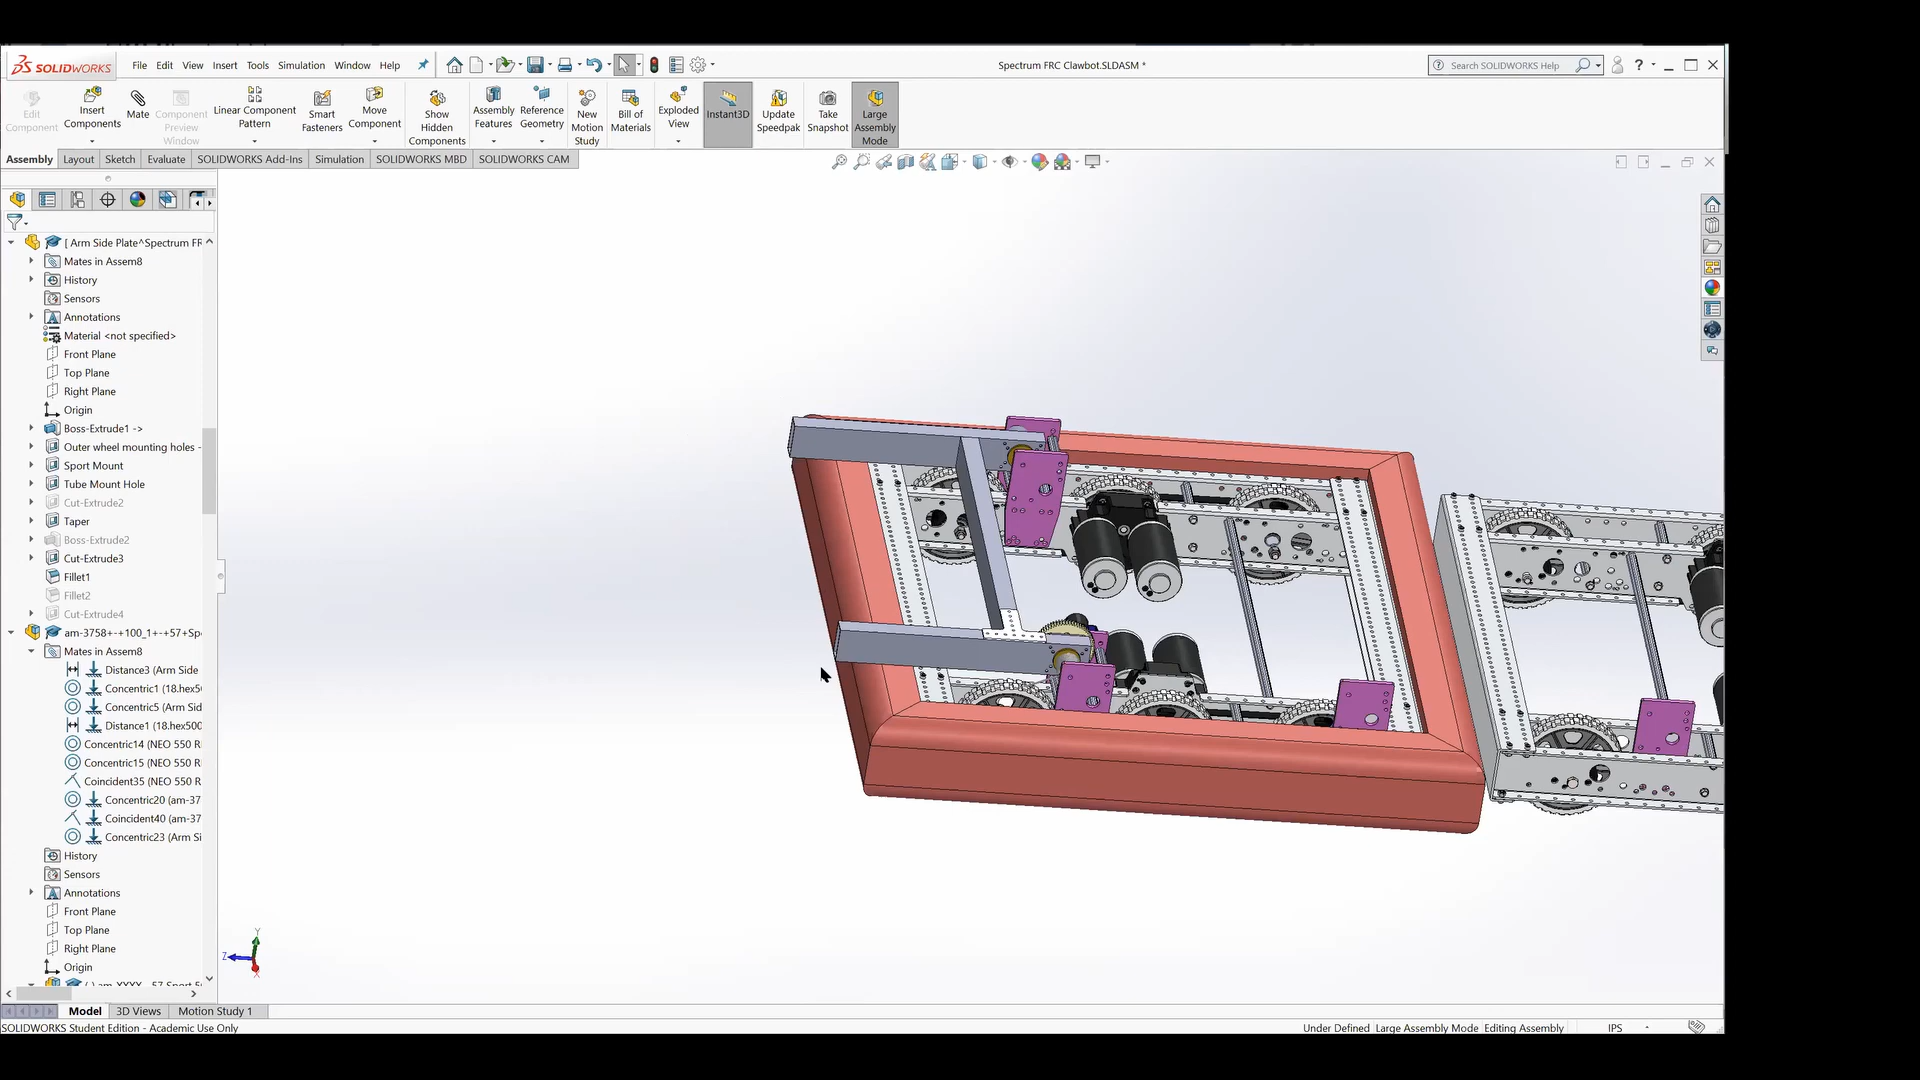 SOLIDWORKS File Edit View Insert Tools Simulation Window Help Spectrum FRC Clawbot.SLDASM * Search SOLIDWORKS Help ?
Edit Component
Insert Components
Mate
Component Preview Window
Linear Component Pattern
Smart Fasteners
Move Component
Show Hidden Components
Assembly Features
Reference Geometry
New Motion Study
Bill of Materials
Exploded View
Instant3D
Update Speedpak
Take Snapshot
Large Assembly Mode
Assembly Layout Sketch Evaluate SOLIDWORKS Add-Ins Simulation SOLIDWORKS MBD SOLIDWORKS CAM
[ Arm Side Plate^Spectrum FR
Mates in Assem8
History
Sensors
Annotations
Material <not specified>
Front Plane
Top Plane
Right Plane
Origin
Boss-Extrude1 ->
Outer wheel mounting holes -
Sport Mount
Tube Mount Hole
Cut-Extrude2
Taper
Boss-Extrude2
Cut-Extrude3
Fillet1
Fillet2
Cut-Extrude4
am-3758+-+100_1+-+57+Sp
Mates in Assem8
Distance3 (Arm Side
Concentric1 (18.hex5
Concentric5 (Arm Sid
Distance1 (18.hex500
Concentric14 (NEO 550 R
Concentric15 (NEO 550 R
Coincident35 (NEO 550 R
Concentric20 (am-37
Coincident40 (am-37
Concentric23 (Arm Si
History
Sensors
Annotations
Front Plane
Top Plane
Right Plane
Origin
Y
Z
X
Model 3D Views Motion Study 1
SOLIDWORKS Student Edition - Academic Use Only Under Defined Large Assembly Mode Editing Assembly IPS